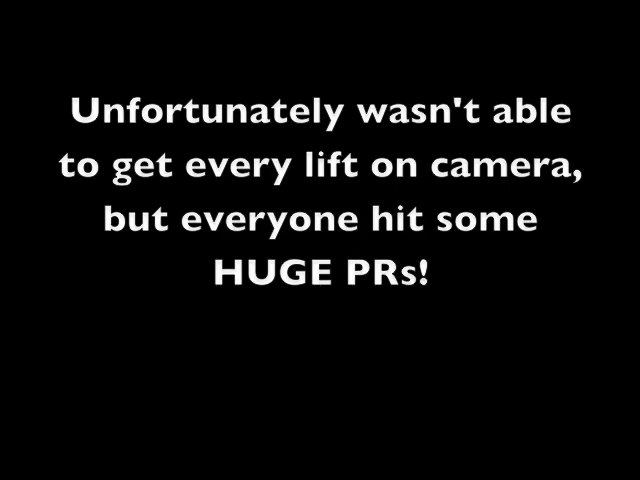 Unfortunately wasn't able
to get every lift on camera,
but everyone hit some
HUGE PRs!